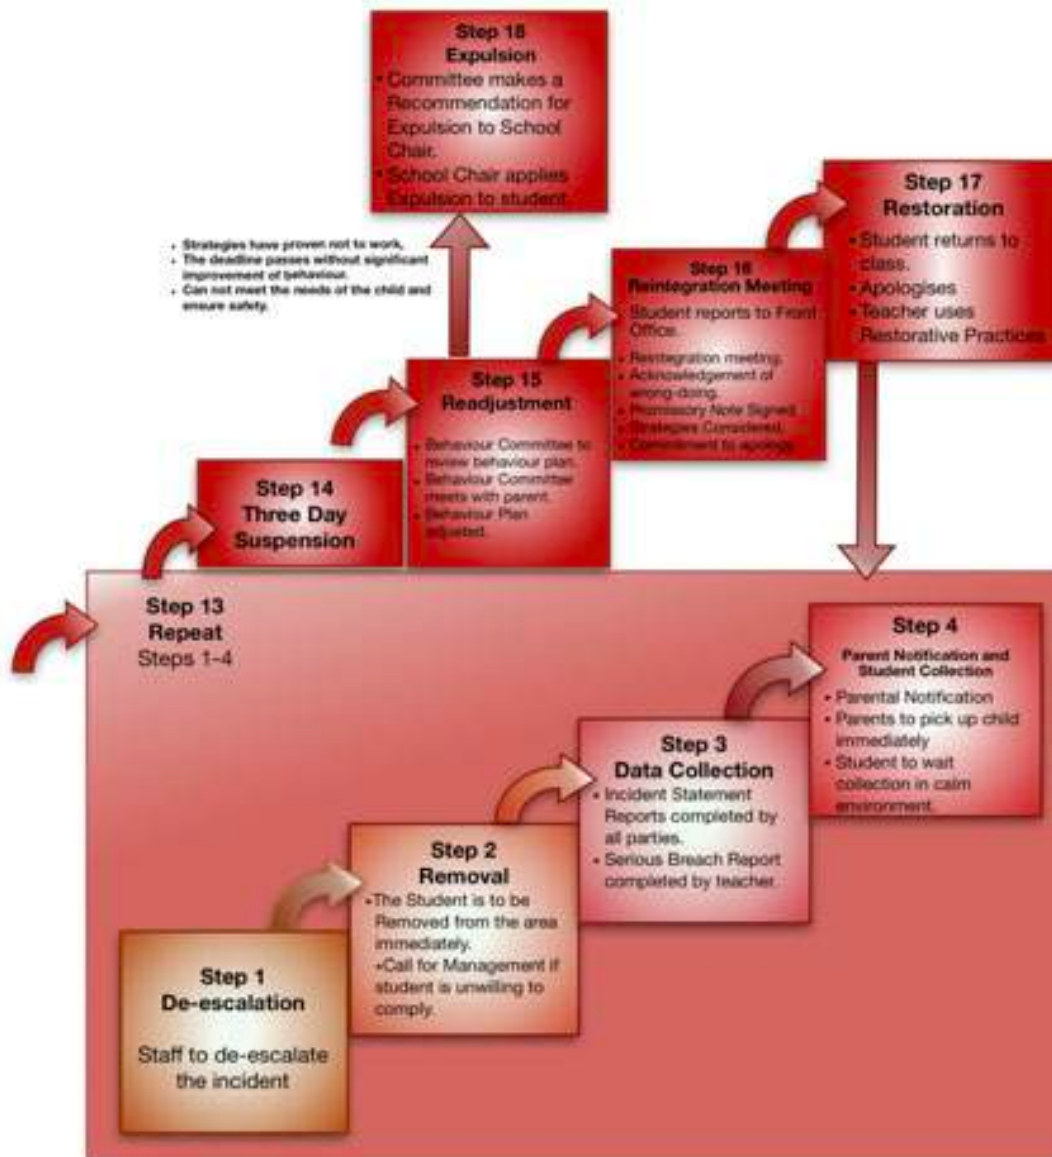 Step 18
Expulsion
• Committee makes a
Recommendation for
Expulsion to School
Chair.
• School Chair applies
Expulsion to student
• Strategies have proven not to work,
• The deadline passes without significant
improvement of behaviour.
• Can not meet the needs of the child and
ensure safety.
Step 17
Restoration
• Student returns to
class.
• Apologises
• Teacher uses
Restorative Practices
Step 16
Reintegration Meeting
Student reports to Front
Office.
• Reintegration meeting.
• Acknowledgement of
wrong-doing.
• Promissory Note Signed.
• Strategies Considered.
• Commitment to apology.
Step 15
Readjustment
• Behaviour Committee to
review behaviour plan.
• Behaviour Committee
meets with parent.
• Behaviour Plan
adjusted.
Step 14
Three Day
Suspension
Step 13
Repeat
Steps 1-4
Step 4
Parent Notification and
Student Collection
• Parental Notification
• Parents to pick up child
immediately
• Student to wait
collection in calm
environment.
Step 3
Data Collection
• Incident Statement
Reports completed by
all parties.
• Serious Breach Report
completed by teacher.
Step 2
Removal
•The Student is to be
Removed from the area
immediately.
•Call for Management if
student is unwilling to
comply.
Step 1
De-escalation
Staff to de-escalate
the incident